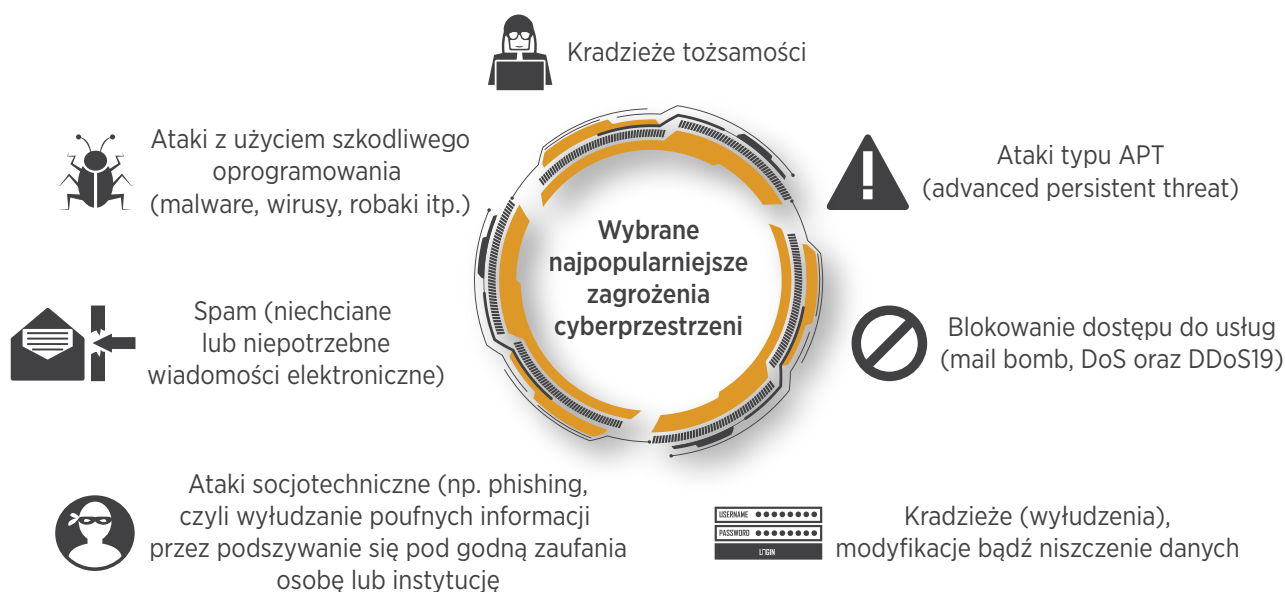 Kradzieże tożsamości
Ataki z użyciem szkodliwego
oprogramowania
(malware, wirusy, robaki itp.)
Ataki typu APT
(advanced persistent threat)
Wybrane
najpopularniejsze
zagrożenia
cyberprzestrzeni
Spam (niechciane
lub niepotrzebne
wiadomości elektroniczne)
Blokowanie dostępu do usług
(mail bomb, DoS oraz DDoS19)
Ataki socjotechniczne (np. phishing,
czyli wyłudzanie poufnych informacji
przez podszywanie się pod godną zaufania
osobę lub instytucję
USERNAME
PASSWORD
LOGIN
Kradzieże (wyłudzenia),
modyfikacje bądź niszczenie danych